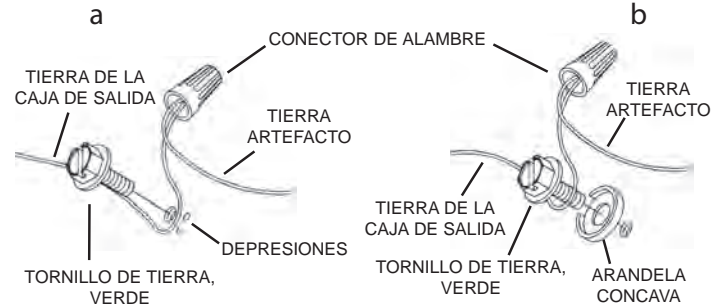 a
b
CONECTOR DE ALAMBRE
TIERRA DE LA
CAJA DE SALIDA
TIERRA
ARTEFACTO
DEPRESIONES
TORNILLO DE TIERRA,
VERDE
TIERRA
ARTEFACTO
TIERRA DE LA
CAJA DE SALIDA
TORNILLO DE TIERRA,
VERDE
ARANDELA
CONCAVA